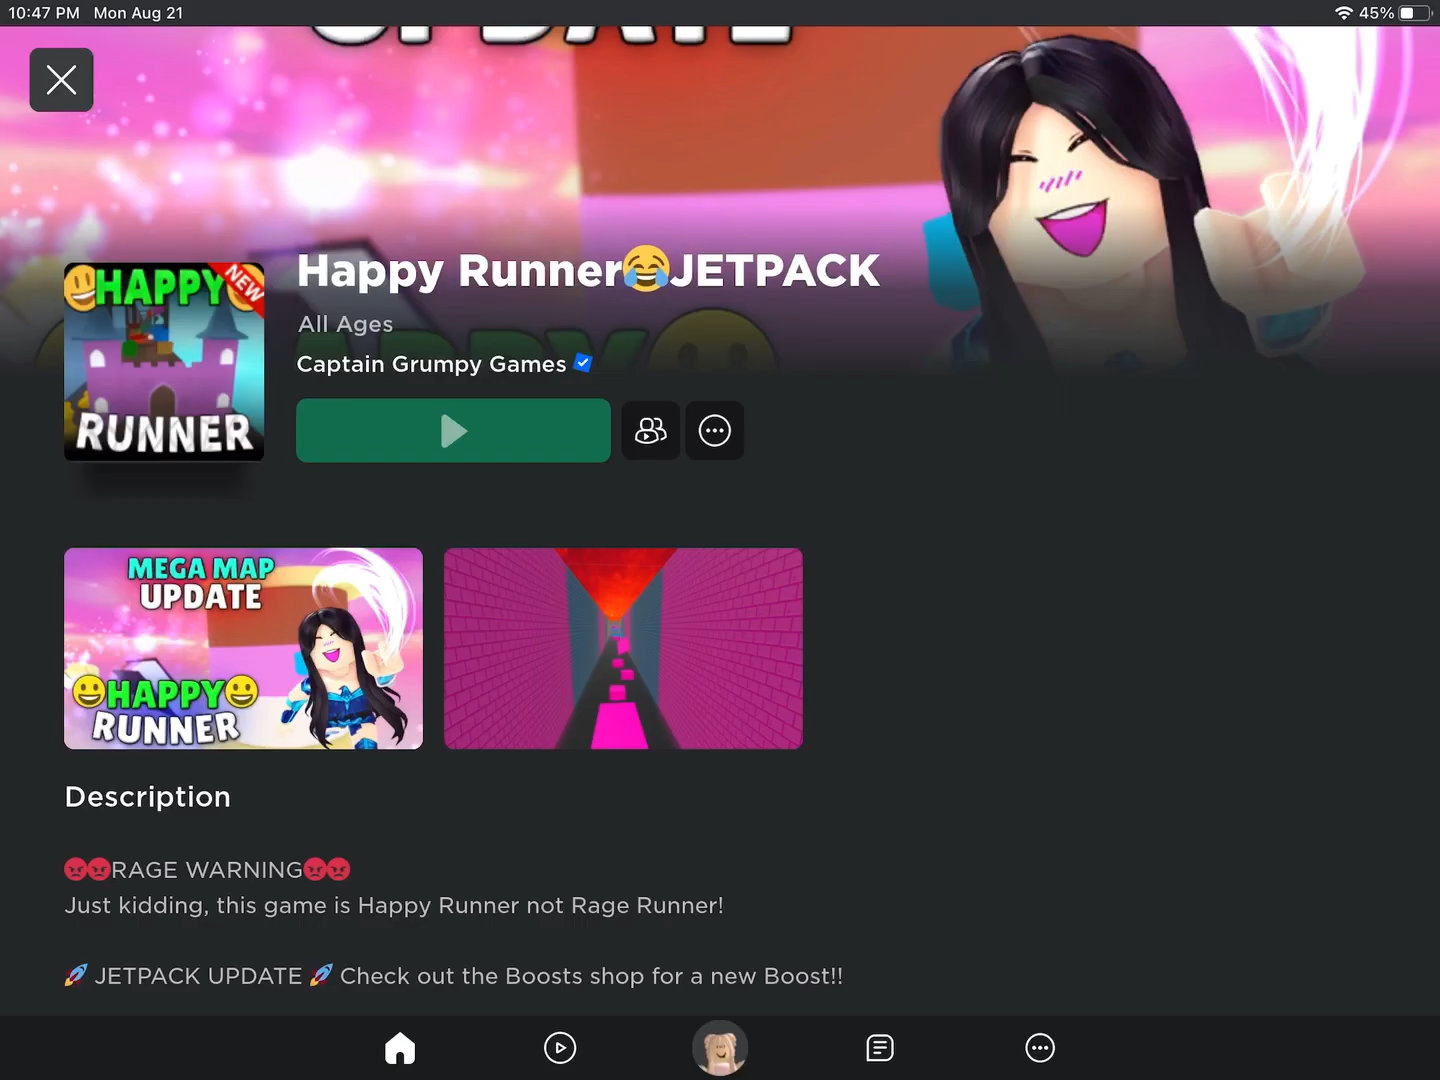 10:47 PM Mon Aug 21
45%
UPDATE
Happy Runner😂JETPACK
All Ages
Captain Grumpy Games
HAPPY
NEW
RUNNER
HAPPY
MEGA MAP
UPDATE
HAPPY
RUNNER
Description
😡😡RAGE WARNING😡😡
Just kidding, this game is Happy Runner not Rage Runner!
🚀 JETPACK UPDATE 🚀 Check out the Boosts shop for a new Boost!!